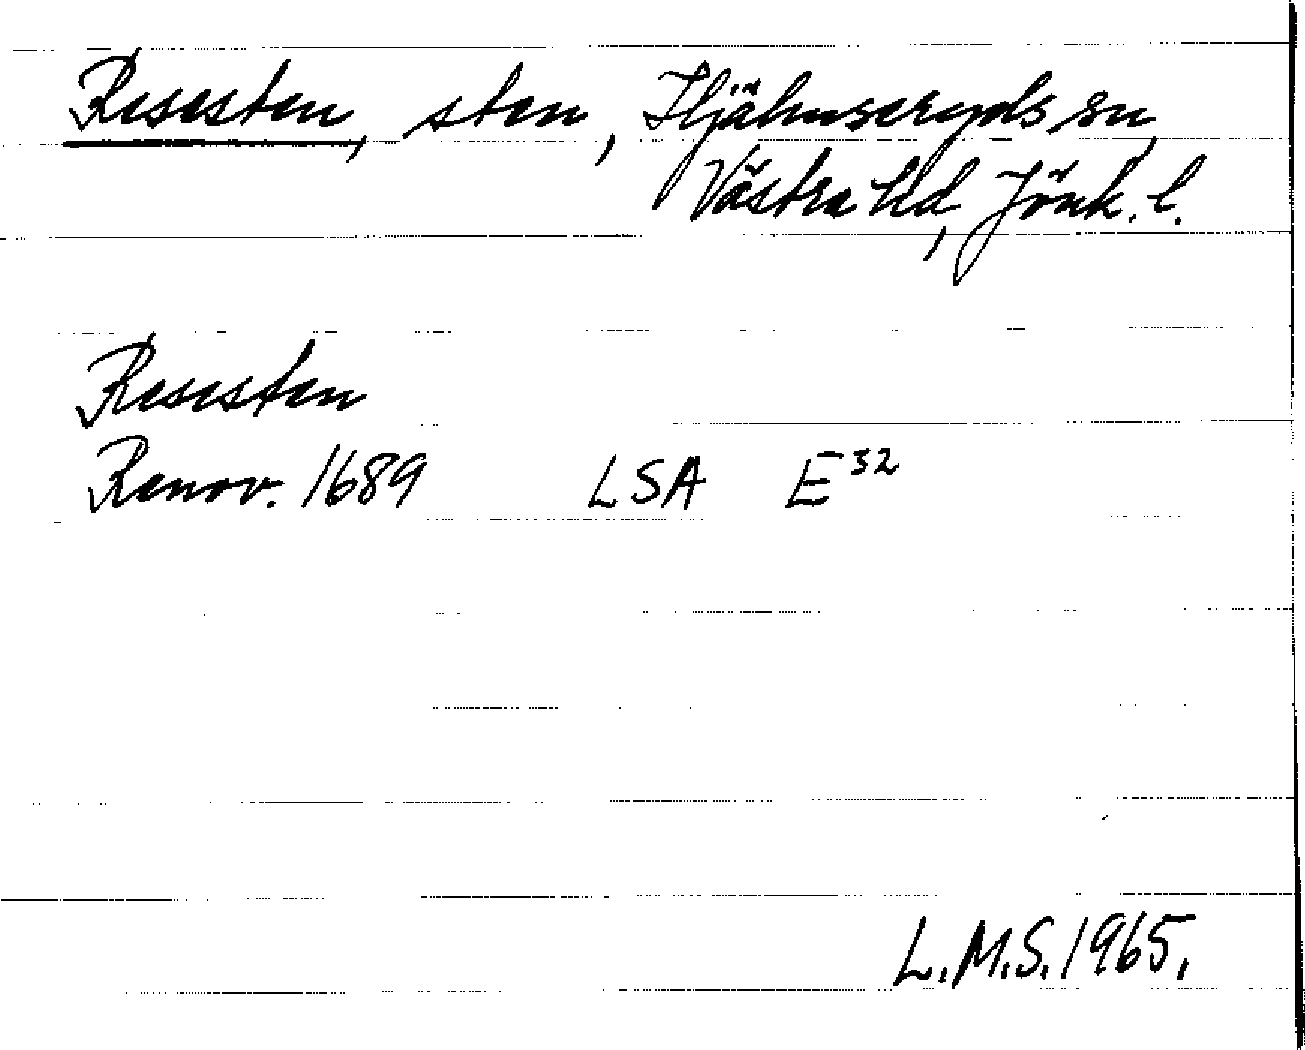 Resesten, sten, Hjälmseryds sn,
Västra hd, Jönk. l.
Resesten
Renov. 1689 LSA E32
L.M.S. 1965.